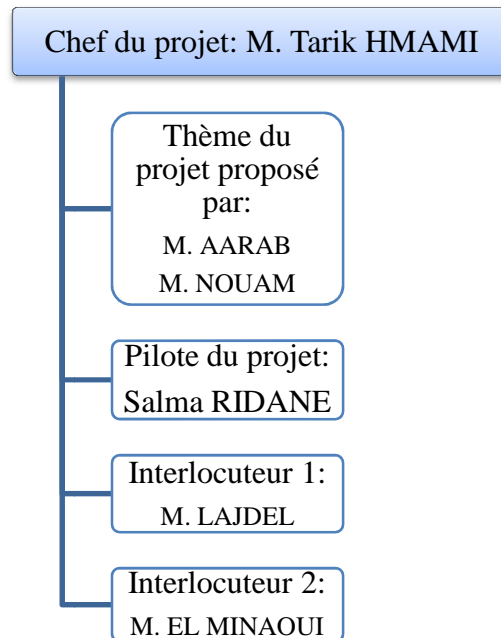 Chef du projet: M. Tarik HMAMI
Thème du
projet proposé
par:
M. AARAB
M. NOUAM
Pilote du projet:
Salma RIDANE
Interlocuteur 1:
M. LAJDEL
Interlocuteur 2:
M. EL MINAOUI